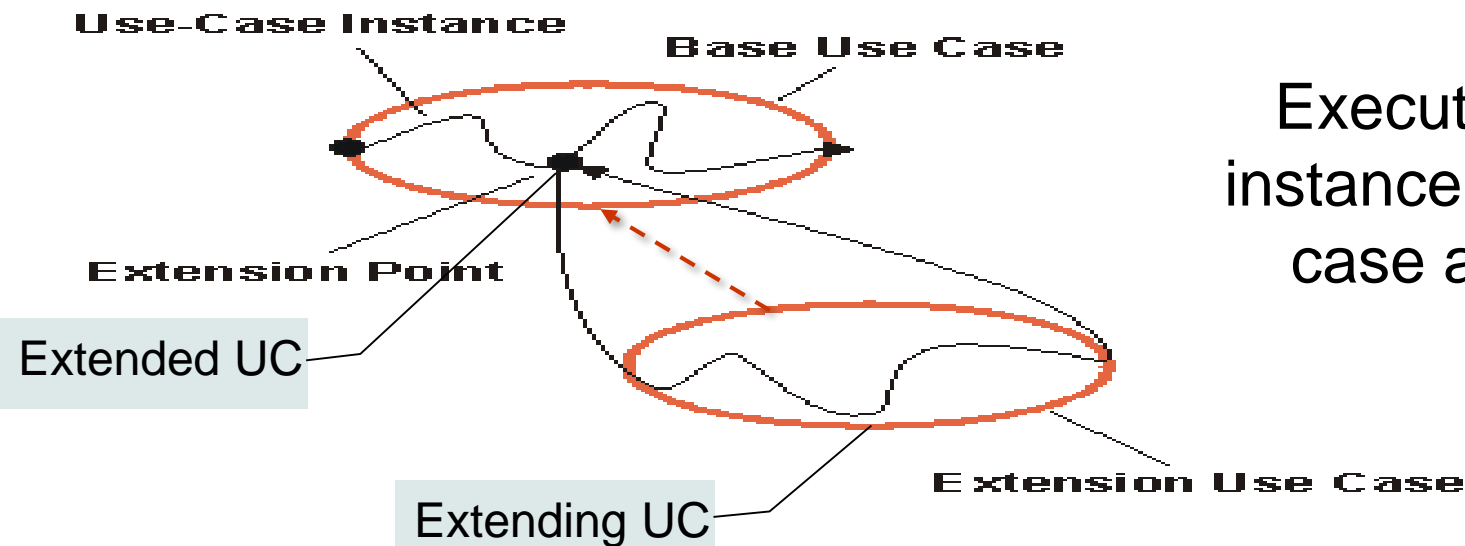 Use-Case Instance
Base Use Case
Execut
instance
case a
Extension Point
Extended UC
Extension Use Case
Extending UC